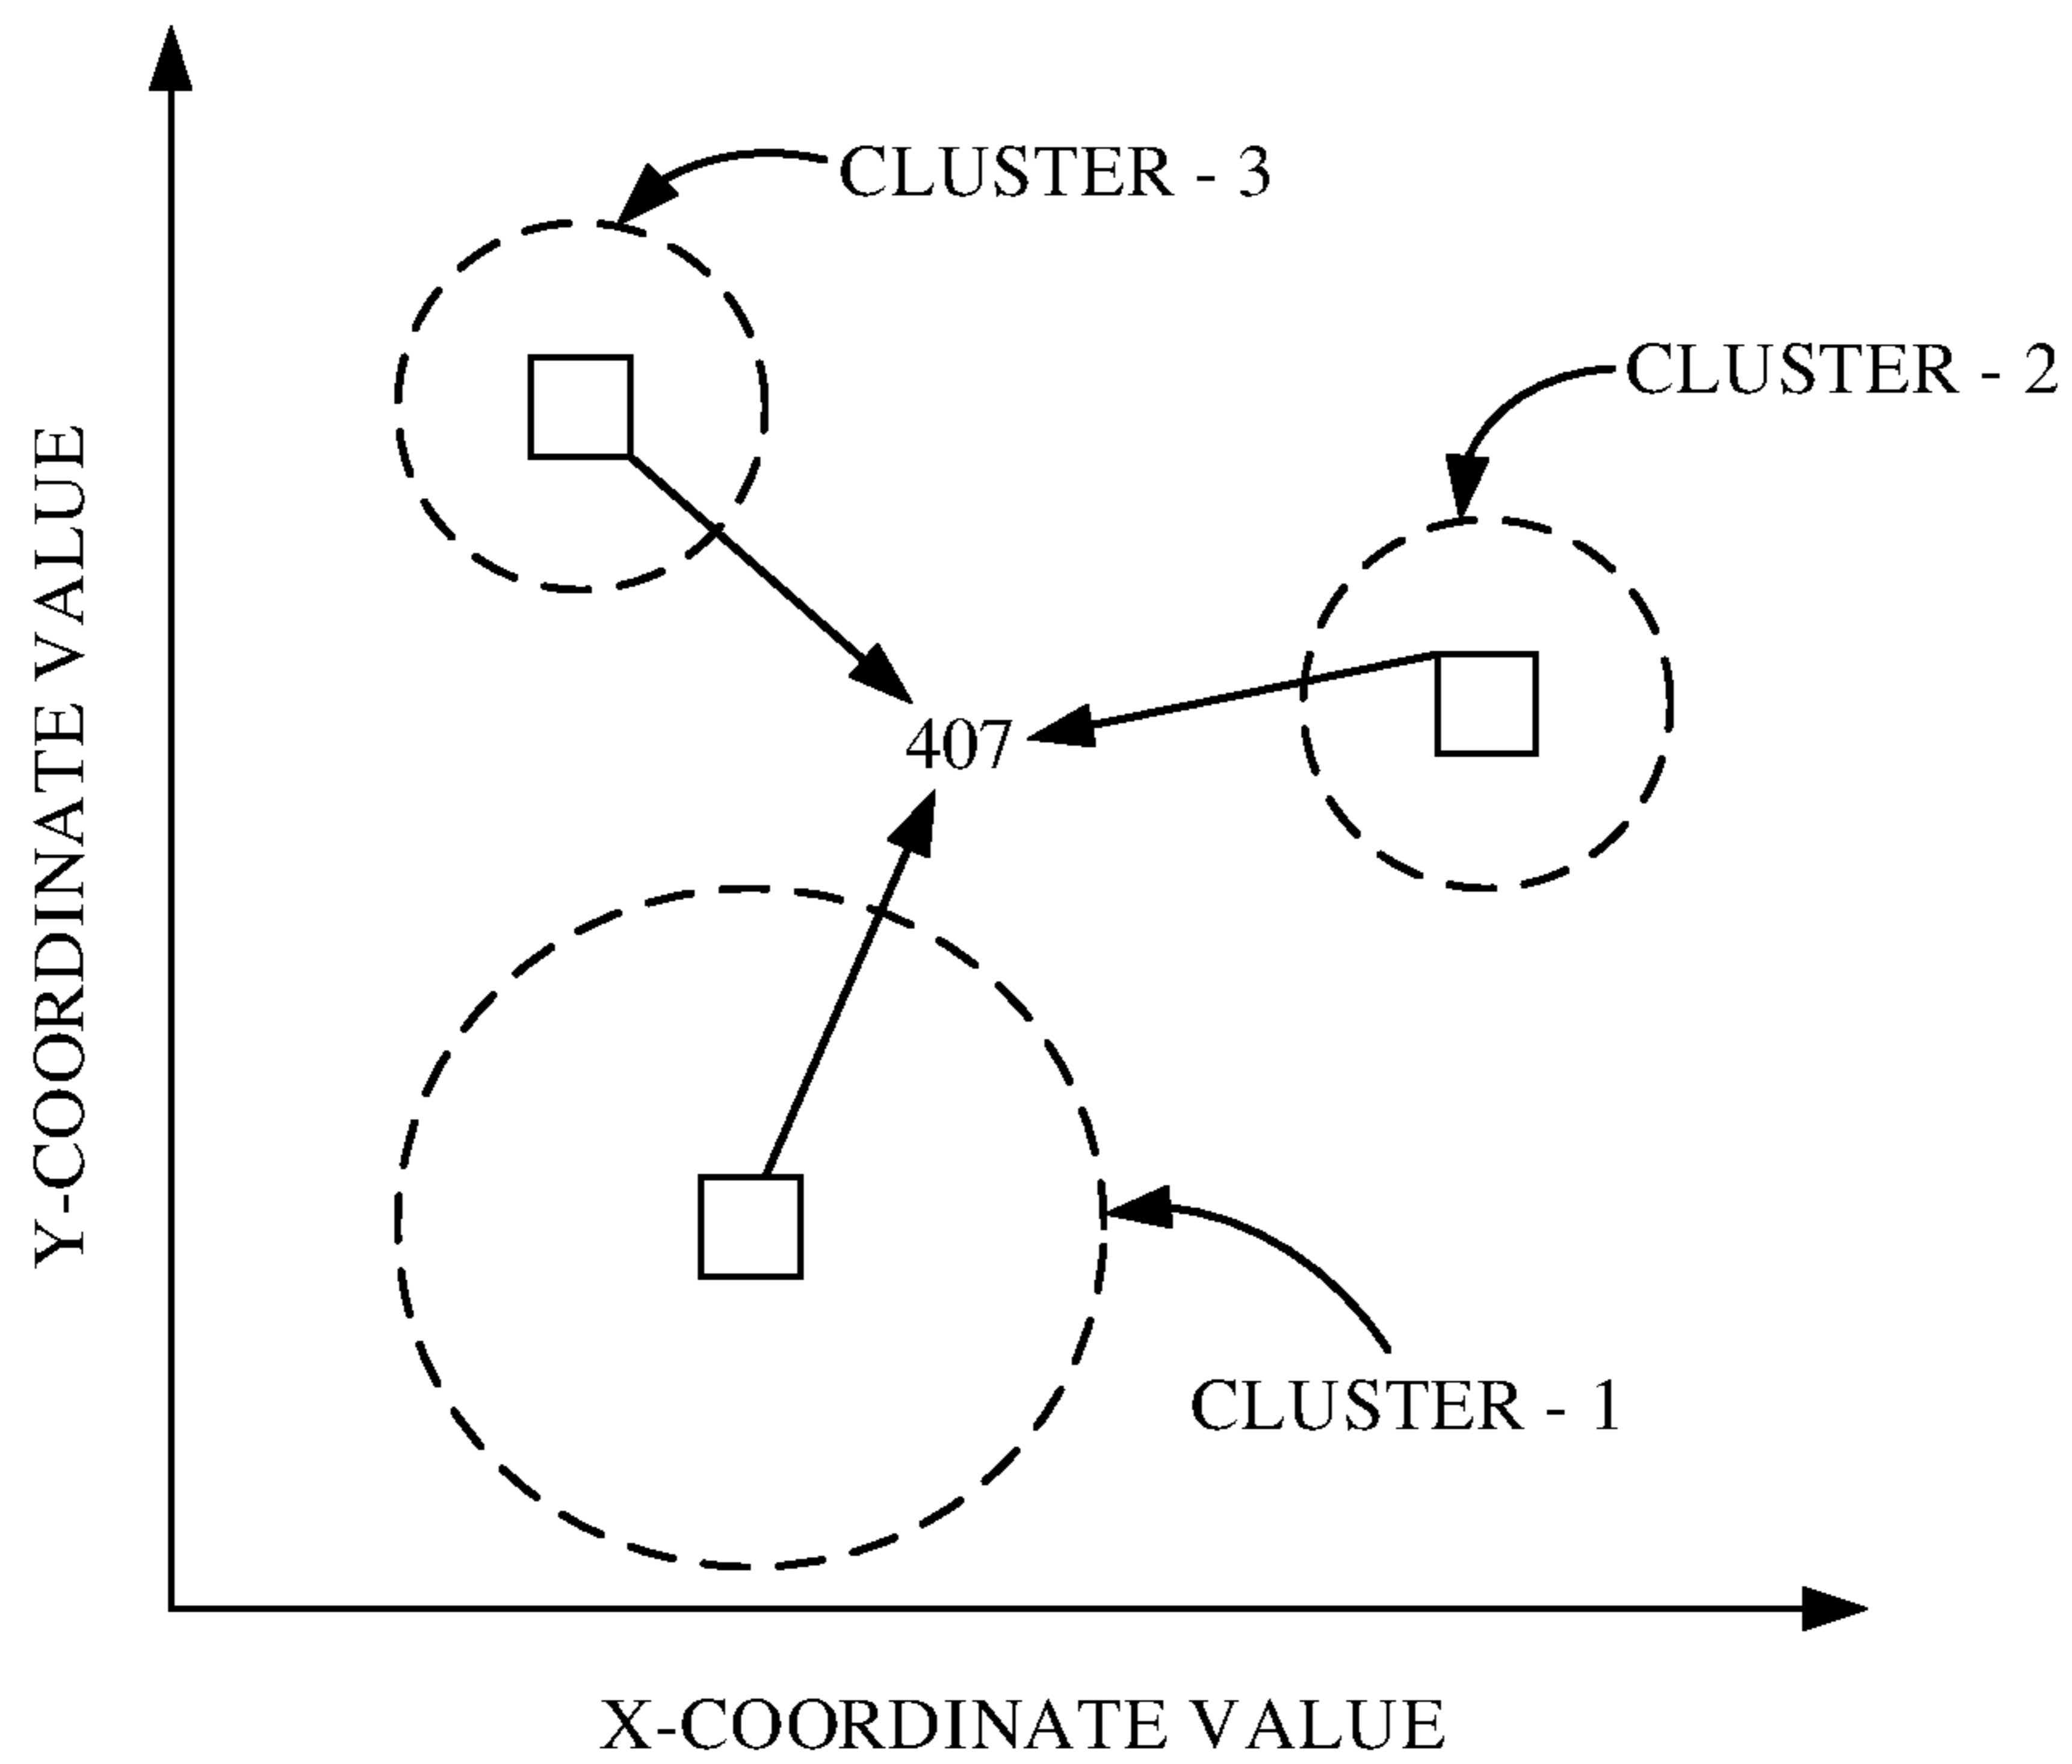 CLUSTER - 3
CLUSTER - 2
Y-COORDINATE VALUE
407
CLUSTER - 1
X-COORDINATE VALUE